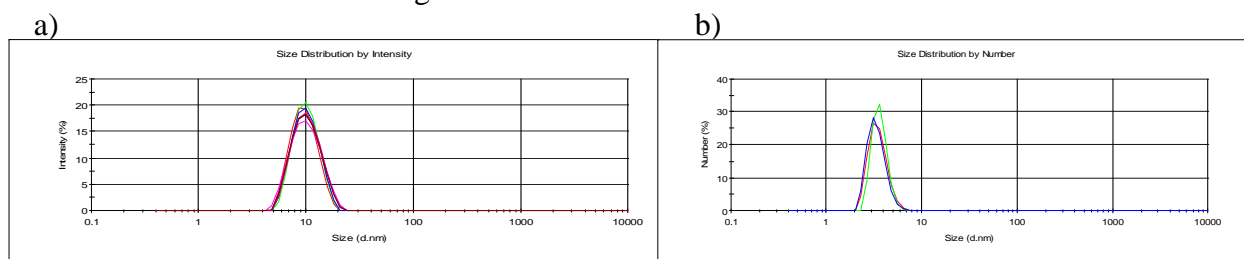 a)
b)
Size Distribution by Intensity
25
20
15
10
5
0
Intensity (%)
0.1 1 10 100 1000 10000
Size (d.nm)
Size Distribution by Number
40
30
20
10
0
Number (%)
0.1 1 10 100 1000 10000
Size (d.nm)